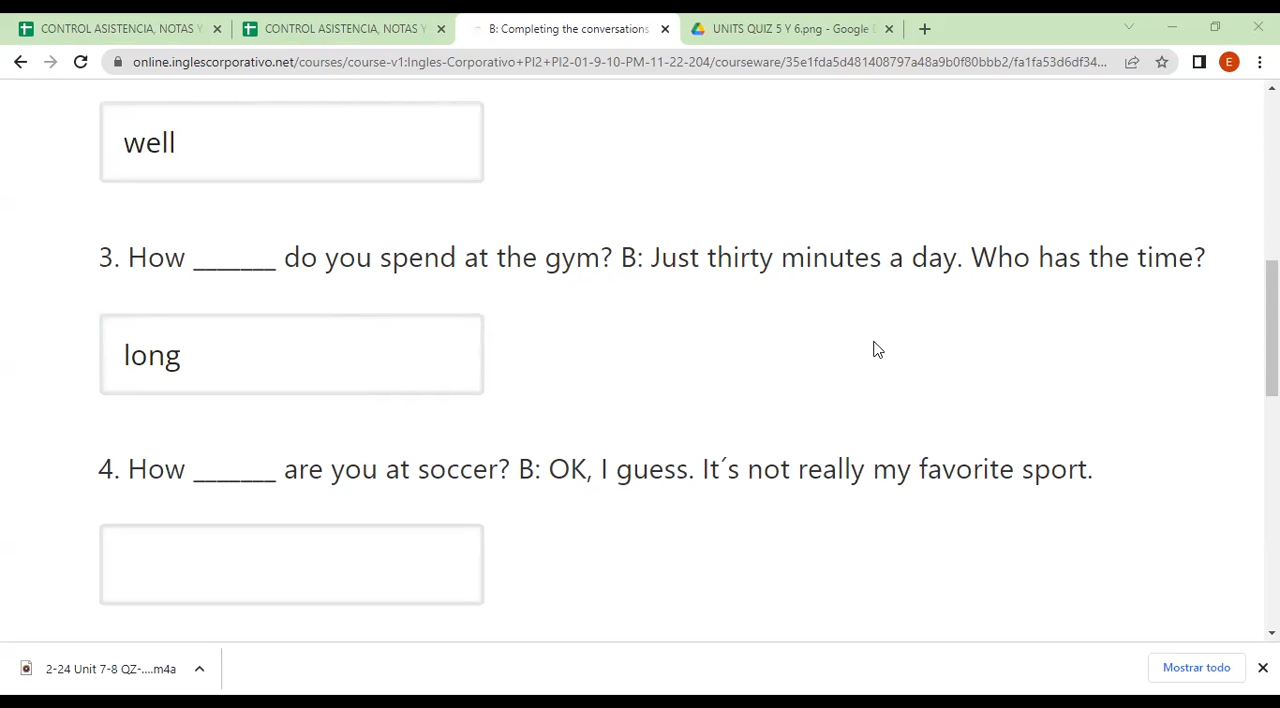 CONTROL ASISTENCIA, NOTAS Y
CONTROL ASISTENCIA, NOTAS Y
B: Completing the conversations
UNITS QUIZ 5 Y 6.png - Google
online.inglescorporativo.net/courses/course-v1:Ingles-Corporativo+PI2+PI2-01-9-10-PM-11-22-204/courseware/35e1fda5d481408797a48a9b0f80bbb2/fa1fa53d6df34...
E
well
3. How _______ do you spend at the gym? B: Just thirty minutes a day. Who has the time?
long
4. How _______ are you at soccer? B: OK, I guess. It´s not really my favorite sport.
2-24 Unit 7-8 QZ-....m4a
Mostrar todo